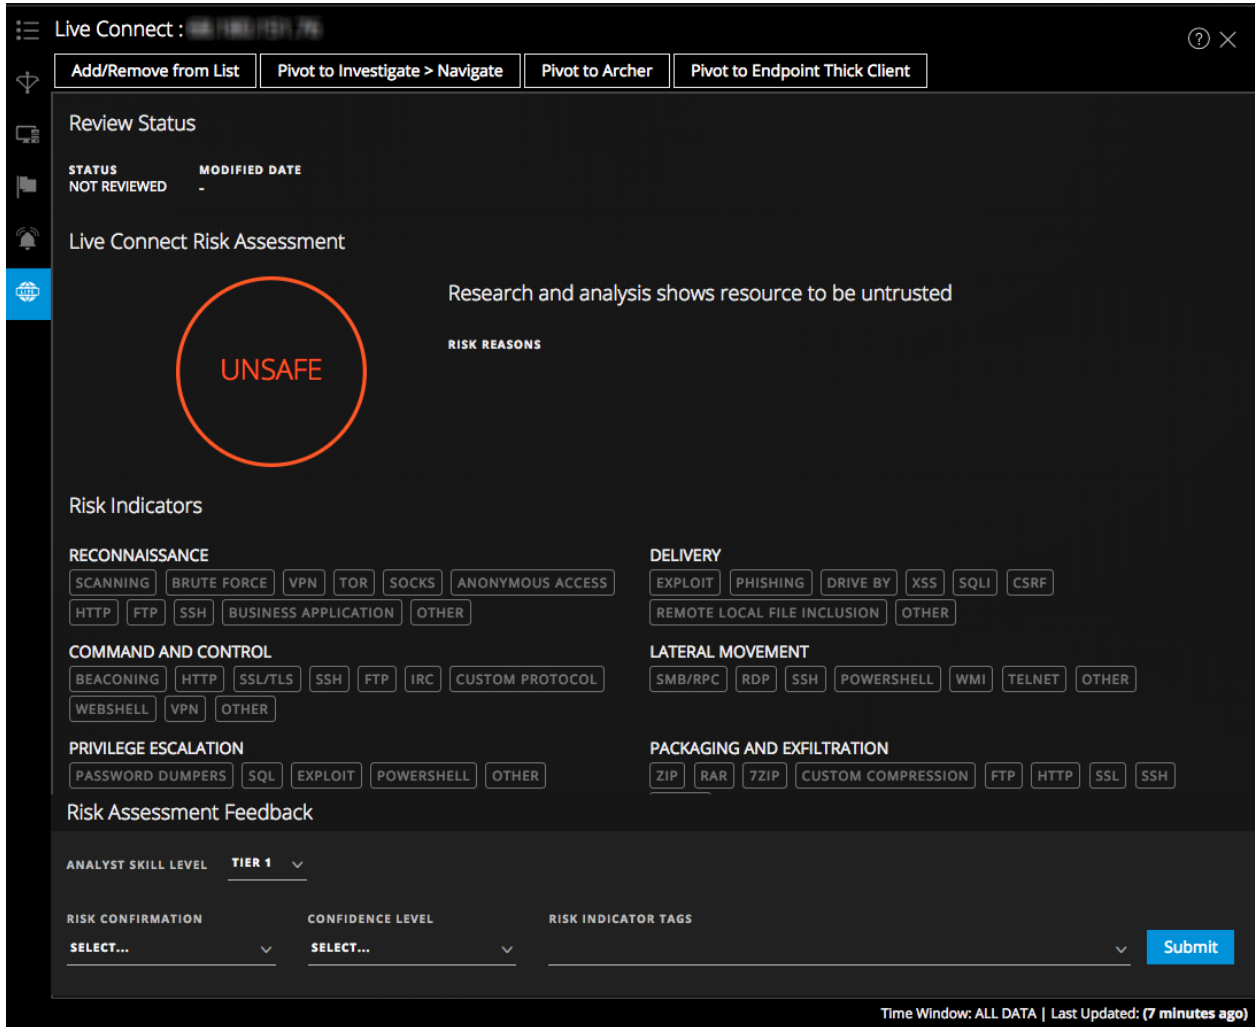 Live Connect :
Add/Remove from List
Pivot to Investigate > Navigate
Pivot to Archer
Pivot to Endpoint Thick Client
Review Status
STATUS
MODIFIED DATE
NOT REVIEWED
-
Live Connect Risk Assessment
UNSAFE
Research and analysis shows resource to be untrusted
RISK REASONS
Risk Indicators
RECONNAISSANCE
SCANNING BRUTE FORCE VPN TOR SOCKS ANONYMOUS ACCESS
HTTP FTP SSH BUSINESS APPLICATION OTHER
DELIVERY
EXPLOIT PHISHING DRIVE BY XSS SQLI CSRF
REMOTE LOCAL FILE INCLUSION OTHER
COMMAND AND CONTROL
BEACONING HTTP SSL/TLS SSH FTP IRC CUSTOM PROTOCOL
WEBSHELL VPN OTHER
LATERAL MOVEMENT
SMB/RPC RDP SSH POWERSHELL WMI TELNET OTHER
PRIVILEGE ESCALATION
PASSWORD DUMPERS SQL EXPLOIT POWERSHELL OTHER
PACKAGING AND EXFILTRATION
ZIP RAR 7ZIP CUSTOM COMPRESSION FTP HTTP SSL SSH
Risk Assessment Feedback
ANALYST SKILL LEVEL TIER 1
RISK CONFIRMATION
SELECT...
CONFIDENCE LEVEL
SELECT...
RISK INDICATOR TAGS
Submit
Time Window: ALL DATA | Last Updated: (7 minutes ago)
LIVE